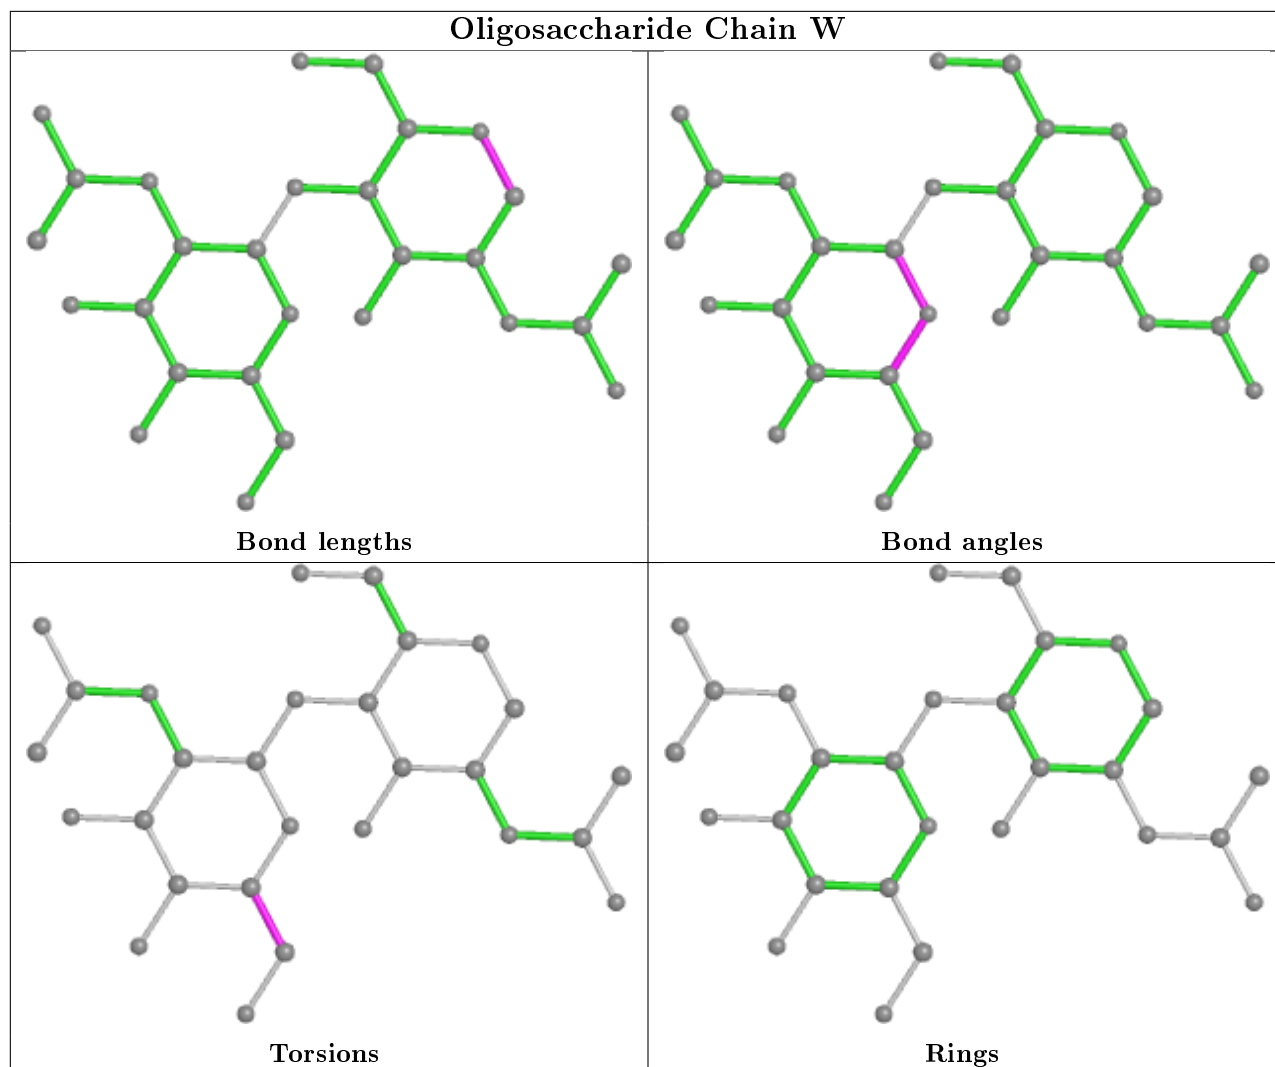 Oligosaccharide Chain W
Bond lengths
Bond angles
Torsions
Rings